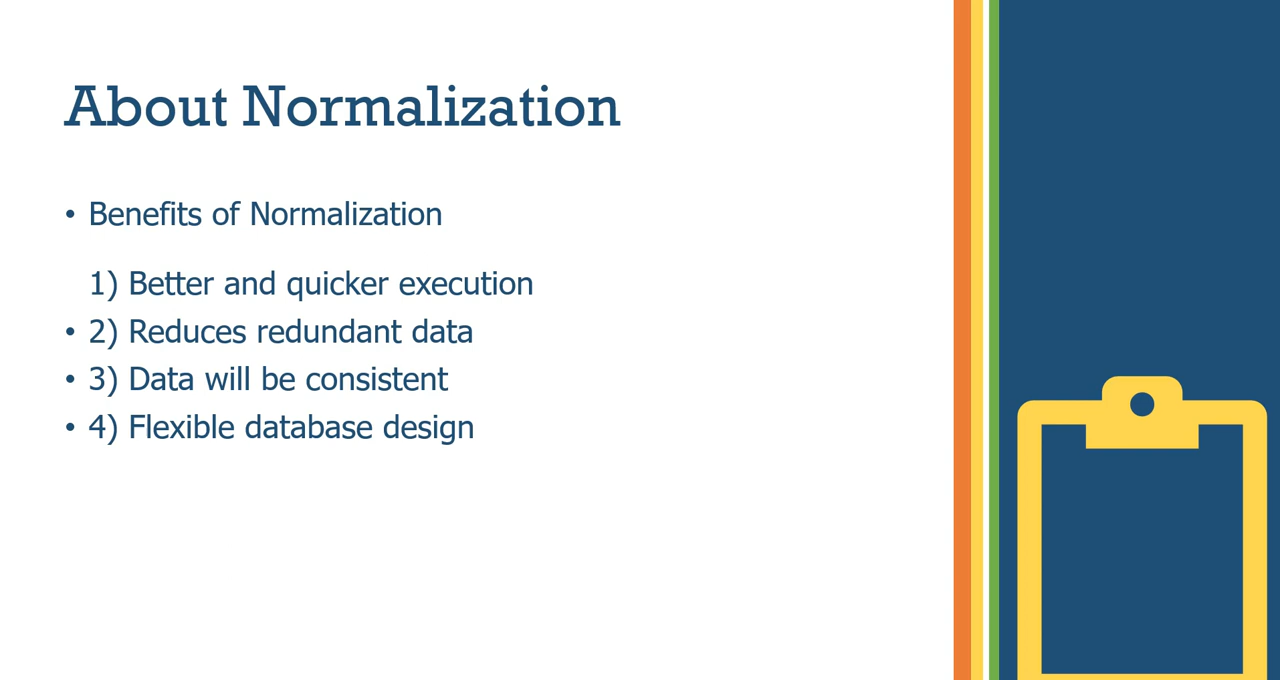 About Normalization
• Benefits of Normalization
1) Better and quicker execution
• 2) Reduces redundant data
• 3) Data will be consistent
• 4) Flexible database design